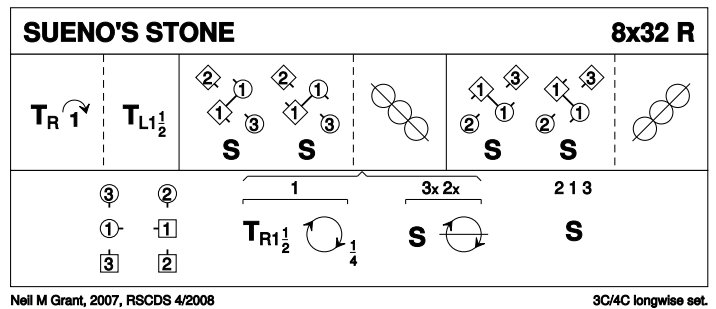 SUENO'S STONE 8x32 R
2 2 3 3
1 1 1 1
TR 1 TL1½ 1 3 1 3 2 1 2 1
S S S S
3 2 1 3x 2x 2 1 3
1 1 TR1½ ¼ S S
3 2
Neil M Grant, 2007, RSCDS 4/2008 3C/4C longwise set.